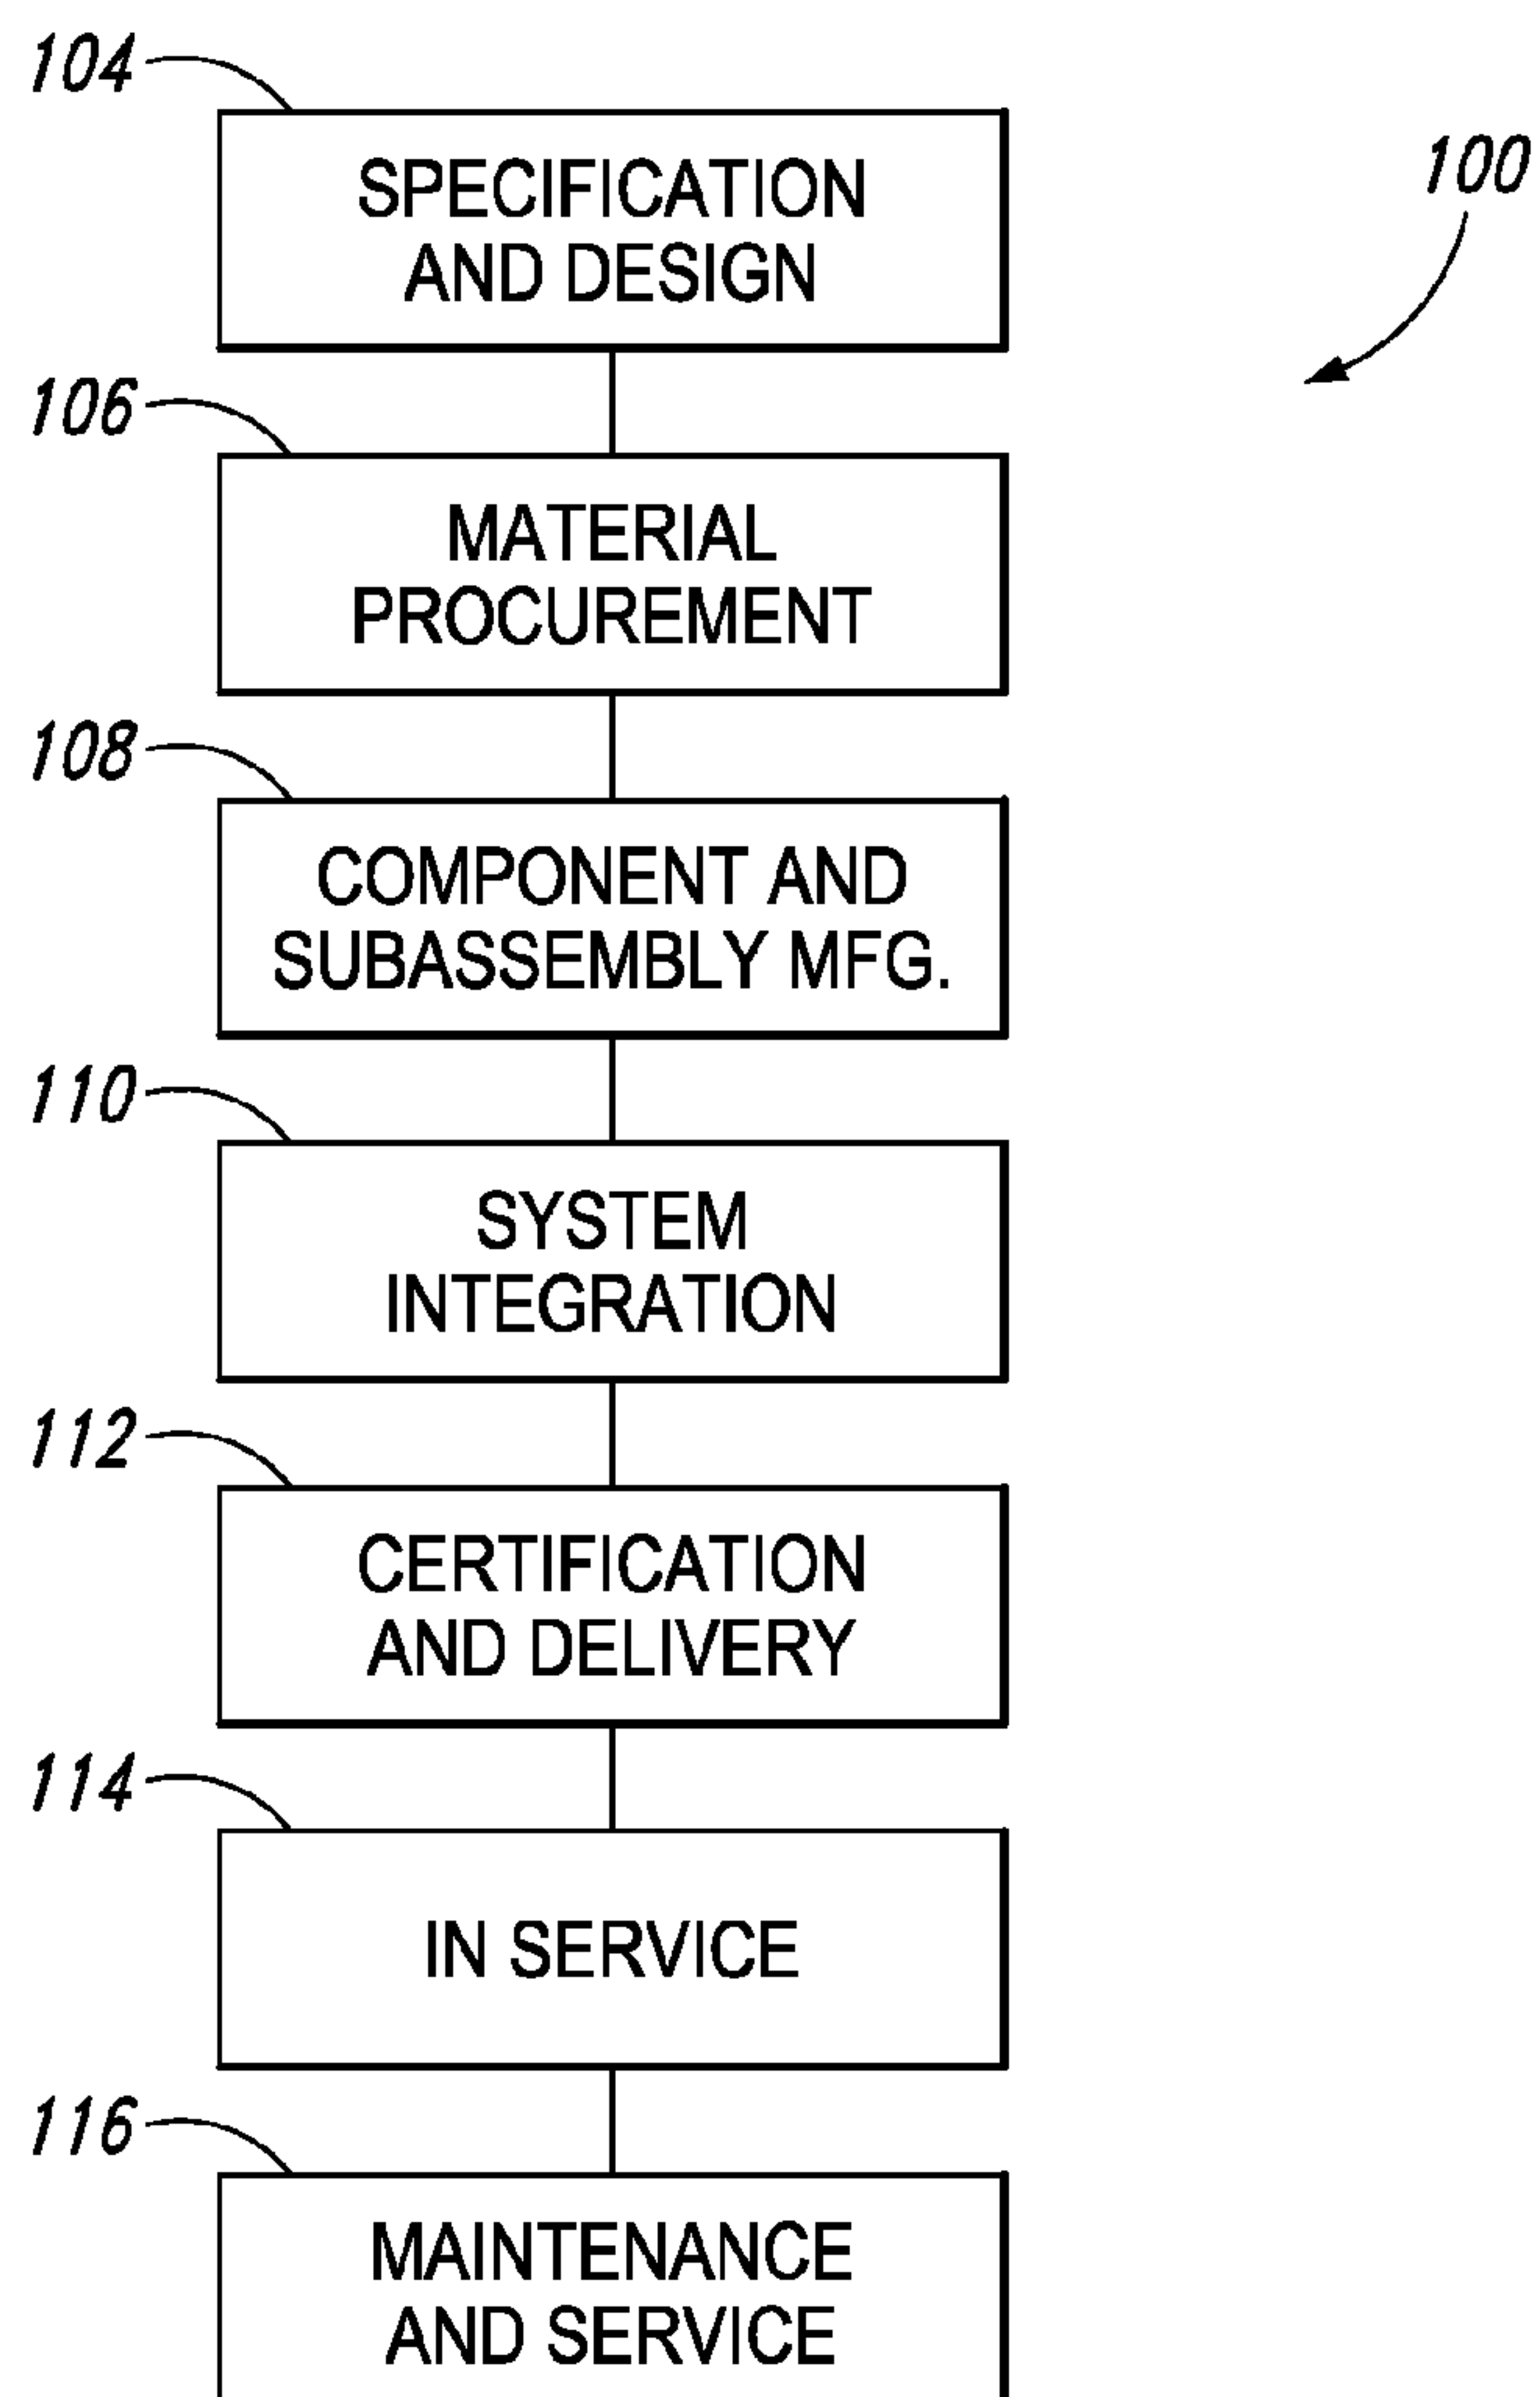 104
SPECIFICATION
AND DESIGN
100
106
MATERIAL
PROCUREMENT
108
COMPONENT AND
SUBASSEMBLY MFG.
110
SYSTEM
INTEGRATION
112
CERTIFICATION
AND DELIVERY
114
IN SERVICE
116
MAINTENANCE
AND SERVICE